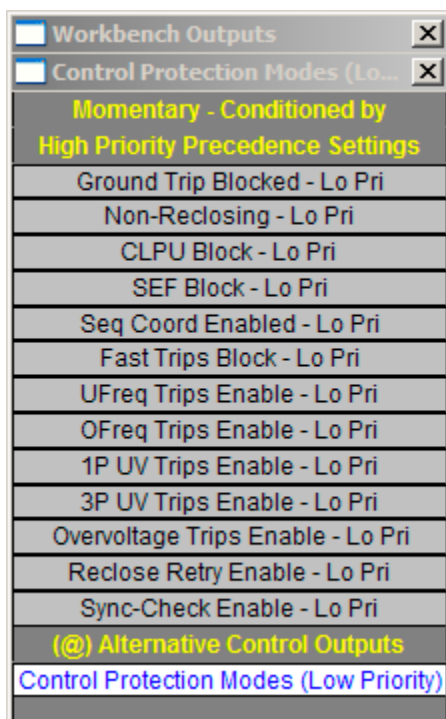 Workbench Outputs
Control Protection Modes (Lo...
Momentary - Conditioned by
High Priority Precedence Settings
Ground Trip Blocked - Lo Pri
Non-Reclosing - Lo Pri
CLPU Block - Lo Pri
SEF Block - Lo Pri
Seq Coord Enabled - Lo Pri
Fast Trips Block - Lo Pri
UFreq Trips Enable - Lo Pri
OFreq Trips Enable - Lo Pri
1P UV Trips Enable - Lo Pri
3P UV Trips Enable - Lo Pri
Overvoltage Trips Enable - Lo Pri
Reclose Retry Enable - Lo Pri
Sync-Check Enable - Lo Pri
(@) Alternative Control Outputs
Control Protection Modes (Low Priority)